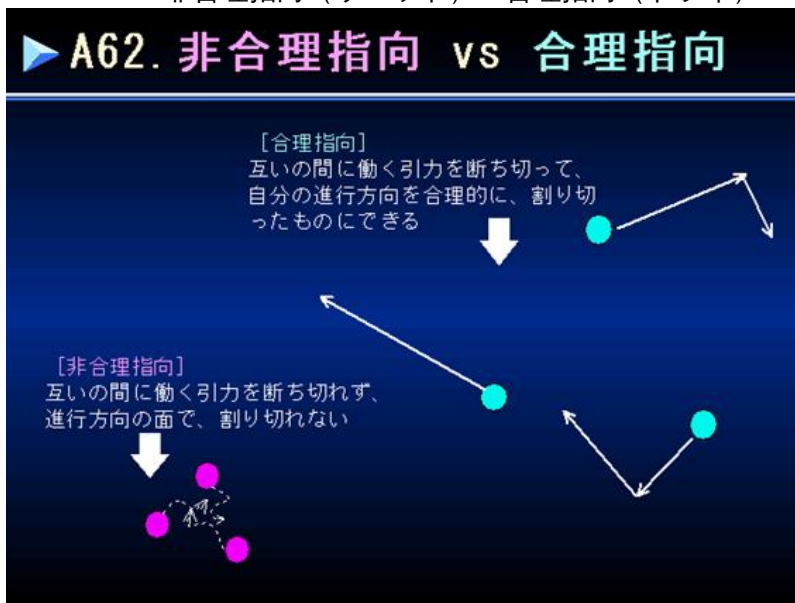 A62.非合理指向 vs 合理指向
[合理指向]
互いの間に働く引力を断ち切って、
自分の進行方向を合理的に、割り切
ったものにできる
[非合理指向]
互いの間に働く引力を断ち切れず、
進行方向の面で、割り切れない